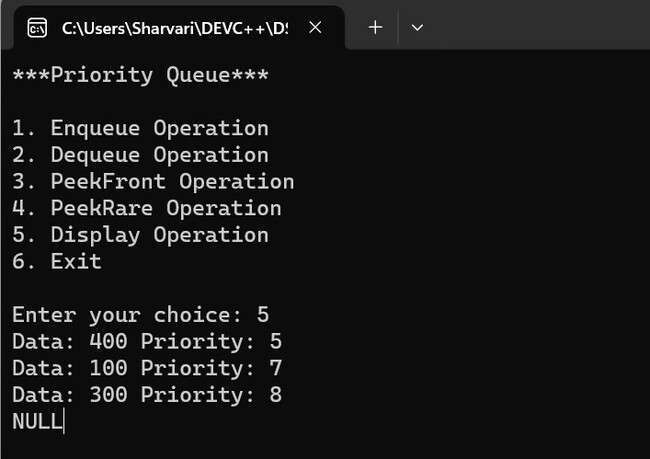 C:\Users\Sharvari\DEVC++\DS
***Priority Queue***
1. Enqueue Operation
2. Dequeue Operation
3. PeekFront Operation
4. PeekRare Operation
5. Display Operation
6. Exit
Enter your choice: 5
Data: 400 Priority: 5
Data: 100 Priority: 7
Data: 300 Priority: 8
NULL